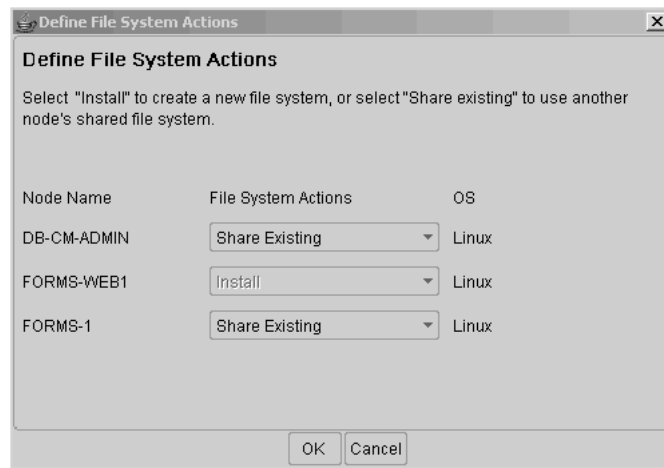 Define File System Actions
Define File System Actions
Select "Install" to create a new file system, or select "Share existing" to use another
node's shared file system.
Node Name File System Actions OS
DB-CM-ADMIN Share Existing Linux
FORMS-WEB1 Install Linux
FORMS-1 Share Existing Linux
OK Cancel